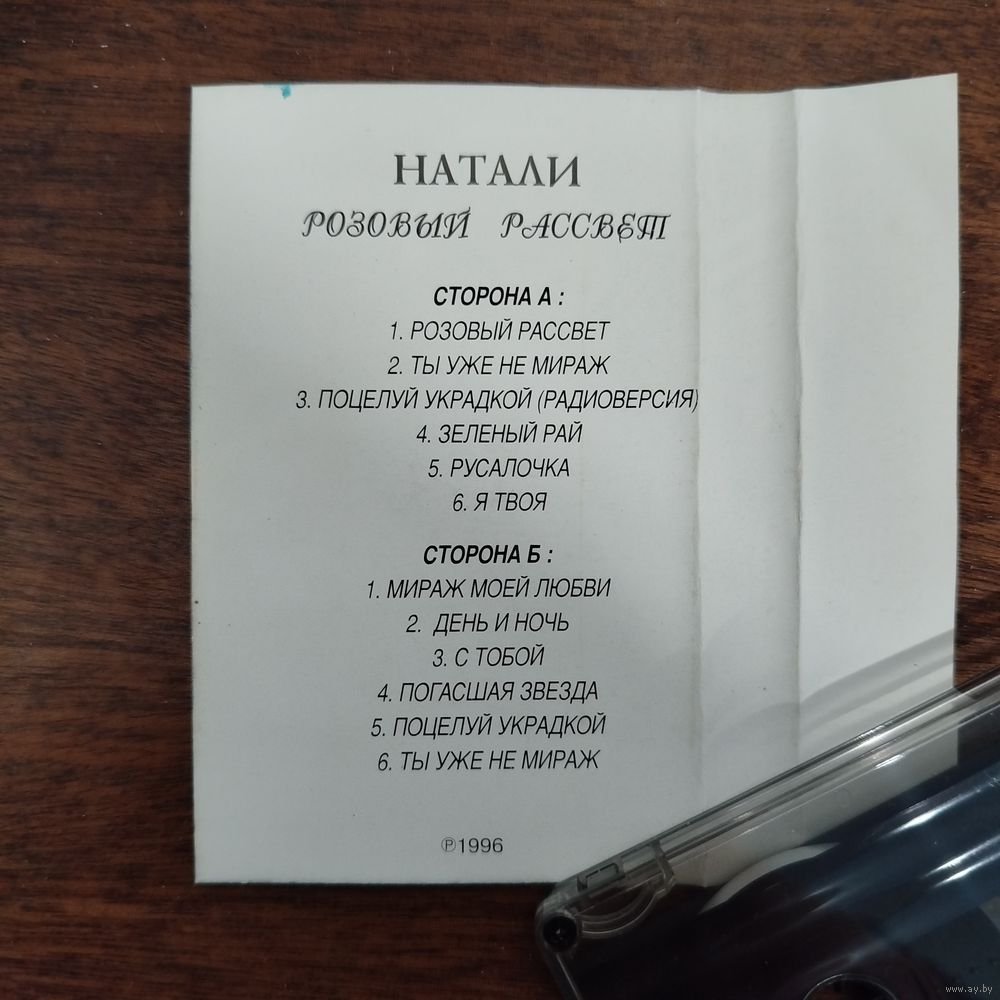 НАТАЛИ
РОЗОВЫЙ РАССВЕТ
СТОРОНА А :
1. РОЗОВЫЙ РАССВЕТ
2. ТЫ УЖЕ НЕ МИРАЖ
3. ПОЦЕЛУЙ УКРАДКОЙ (РАДИОВЕРСИЯ)
4. ЗЕЛЕНЫЙ РАЙ
5. РУСАЛОЧКА
6. Я ТВОЯ
СТОРОНА Б :
1. МИРАЖ МОЕЙ ЛЮБВИ
2. ДЕНЬ И НОЧЬ
3. С ТОБОЙ
4. ПОГАСШАЯ ЗВЕЗДА
5. ПОЦЕЛУЙ УКРАДКОЙ
6. ТЫ УЖЕ НЕ МИРАЖ
℗1996
www.ay.by